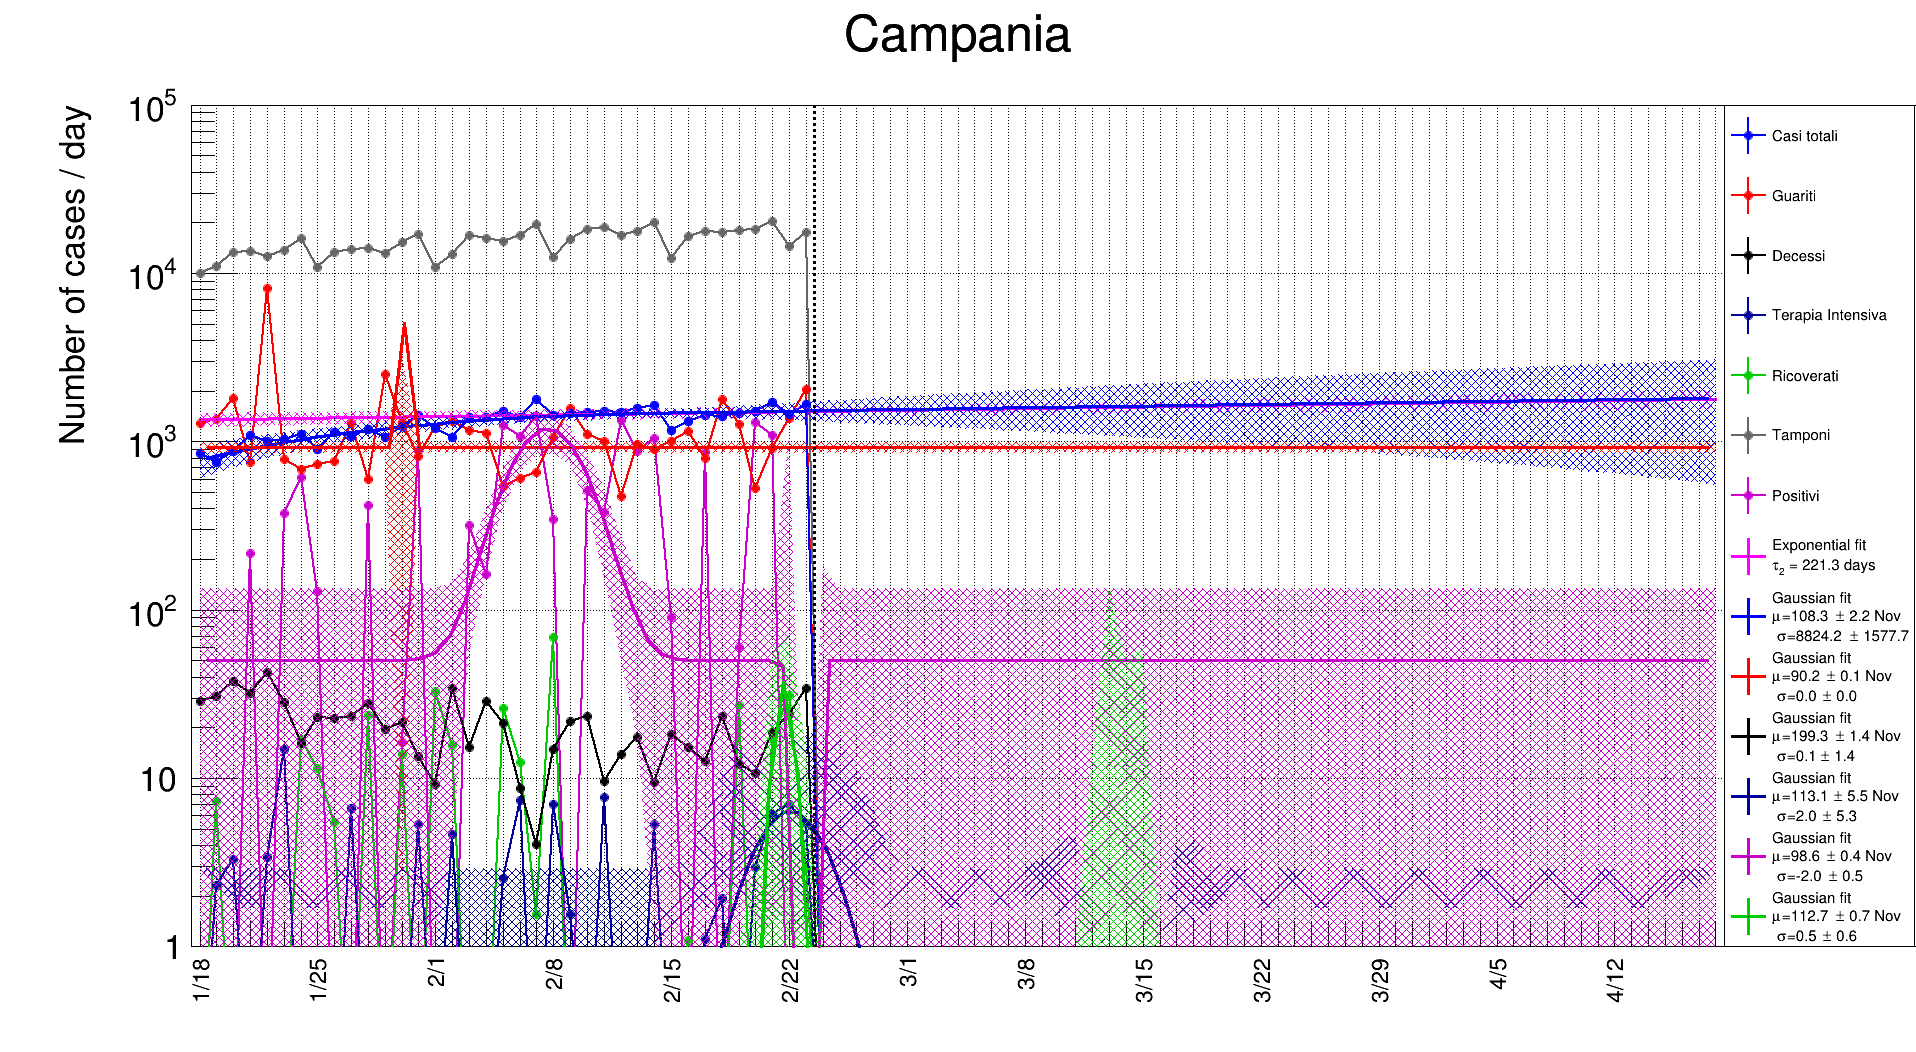 Campania
Number of cases / day
10^5
10^4
10^3
10^2
10
1
1/18
1/25
2/1
2/8
2/15
2/22
3/1
3/8
3/15
3/22
3/29
4/5
4/12
Casi totali
Guariti
Decessi
Terapia Intensiva
Ricoverati
Tamponi
Positivi
Exponential fit
τ₂ = 221.3 days
Gaussian fit
μ=108.3 ± 2.2 Nov
σ=8824.2 ± 1577.7
Gaussian fit
μ=90.2 ± 0.1 Nov
σ=0.0 ± 0.0
Gaussian fit
μ=199.3 ± 1.4 Nov
σ=0.1 ± 1.4
Gaussian fit
μ=113.1 ± 5.5 Nov
σ=2.0 ± 5.3
Gaussian fit
μ=98.6 ± 0.4 Nov
σ=-2.0 ± 0.5
Gaussian fit
μ=112.7 ± 0.7 Nov
σ=0.5 ± 0.6